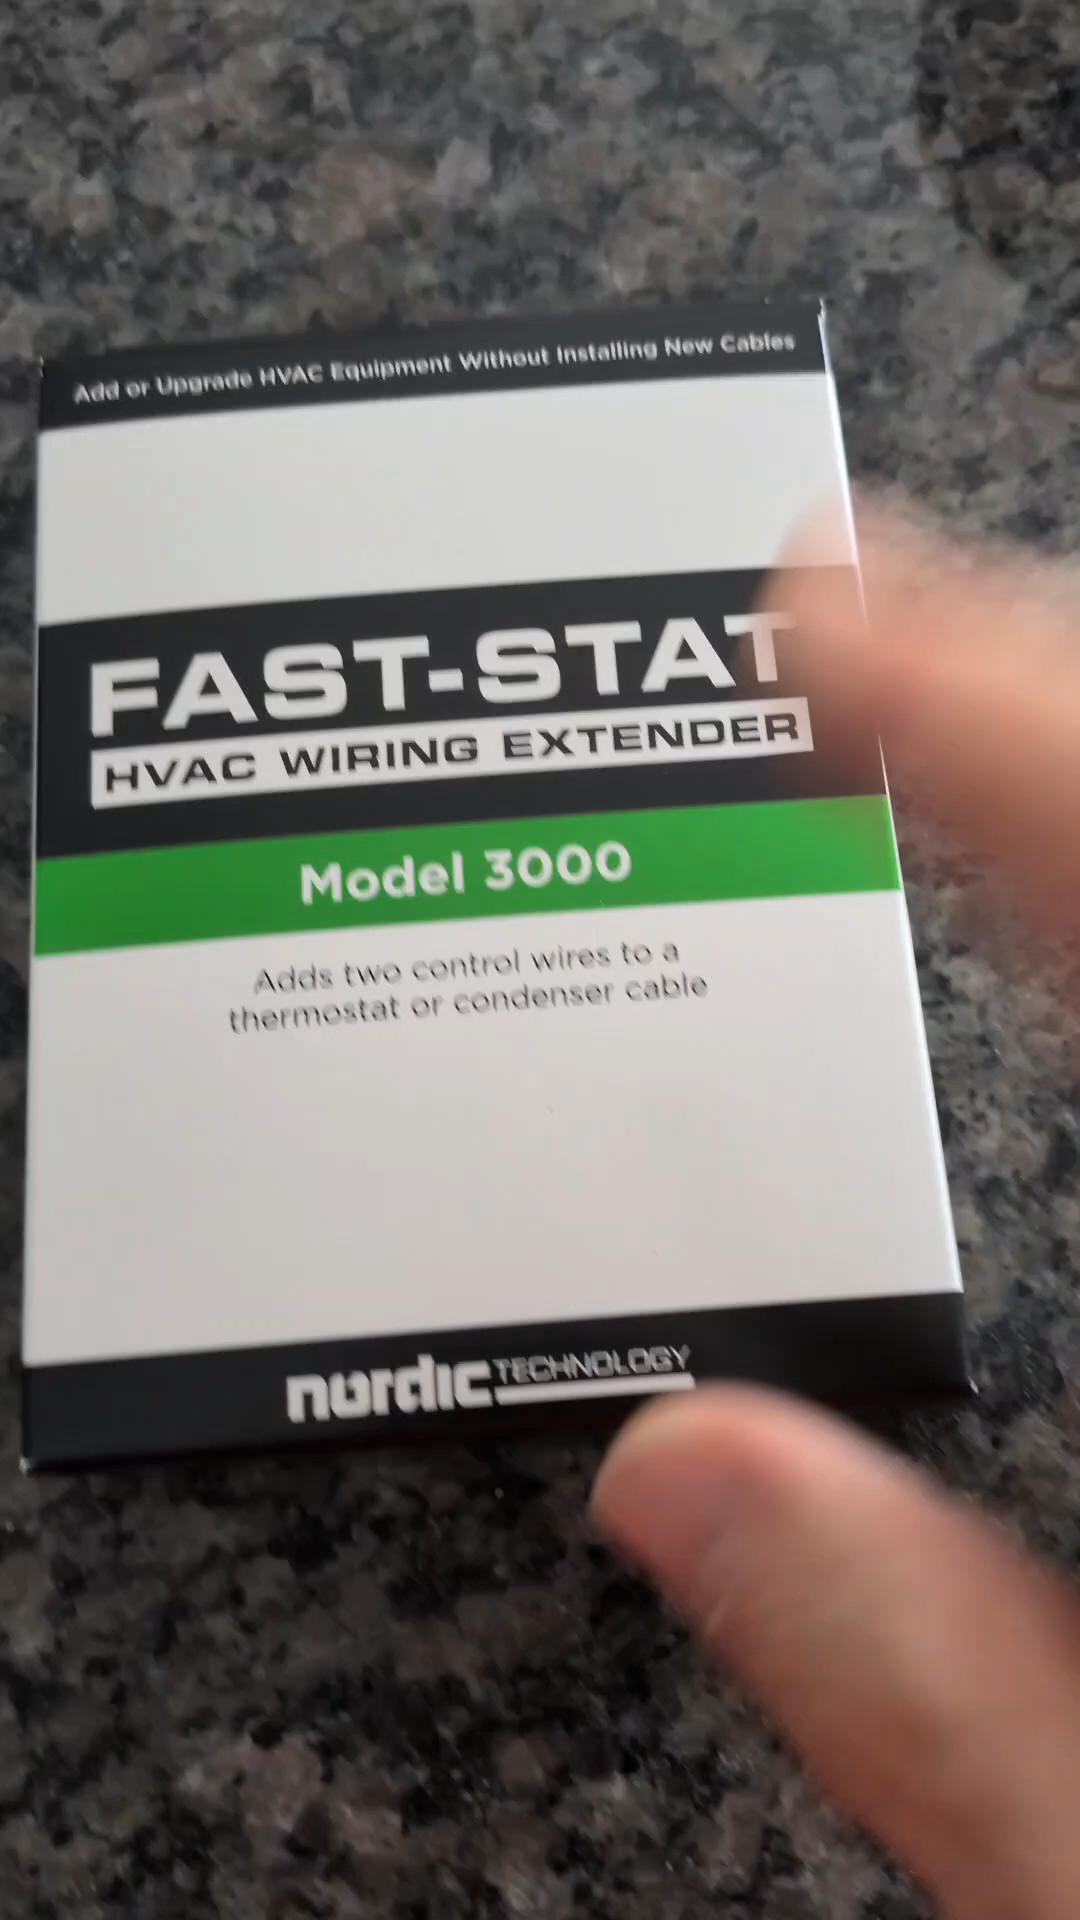 Add or Upgrade HVAC Equipment Without Installing New Cables
FAST-STAT
HVAC WIRING EXTENDER
Model 3000
Adds two control wires to a
thermostat or condenser cable
nordic TECHNOLOGY